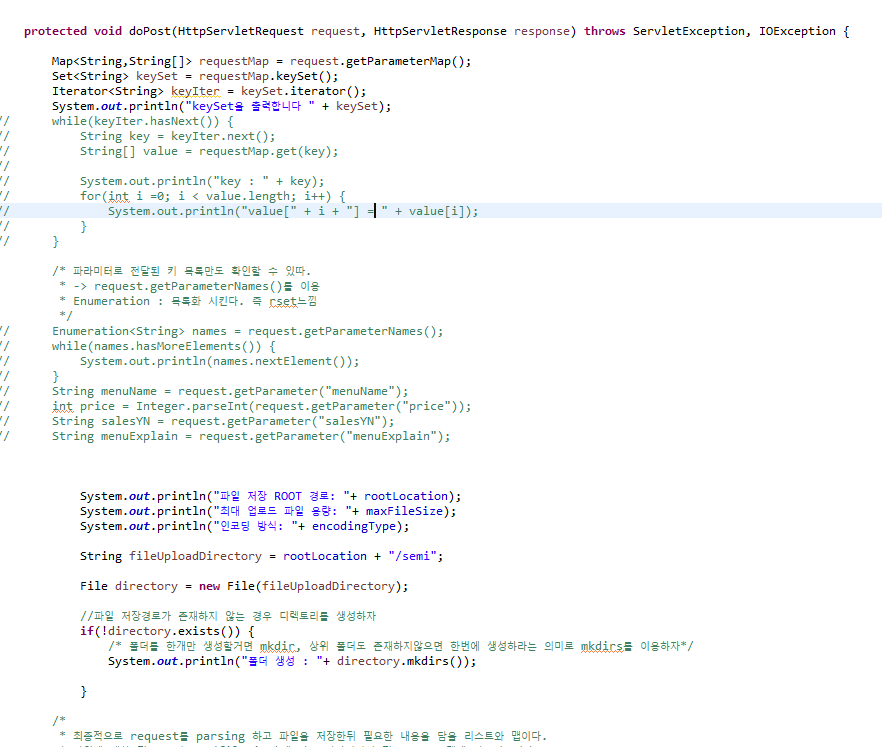 protected void doPost(HttpServletRequest request, HttpServletResponse response) throws ServletException, IOException {
Map<String,String[]> requestMap = request.getParameterMap();
Set<String> keySet = requestMap.keySet();
Iterator<String> keyIter = keySet.iterator();
System.out.println("keySet을 출력합니다 " + keySet);
// while(keyIter.hasNext()) {
// String key = keyIter.next();
// String[] value = requestMap.get(key);
//
// System.out.println("key : " + key);
// for(int i =0; i < value.length; i++) {
// System.out.println("value[" + i + "] = " + value[i]);
// }
// }
/* 파라미터로 전달된 키 목록만도 확인할 수 있따.
* -> request.getParameterNames()를 이용
* Enumeration : 목록화 시킨다. 즉 rset느낌
*/
// Enumeration<String> names = request.getParameterNames();
// while(names.hasMoreElements()) {
// System.out.println(names.nextElement());
// }
// String menuName = request.getParameter("menuName");
// int price = Integer.parseInt(request.getParameter("price"));
// String salesYN = request.getParameter("salesYN");
// String menuExplain = request.getParameter("menuExplain");
System.out.println("파일 저장 ROOT 경로: "+ rootLocation);
System.out.println("최대 업로드 파일 용량: "+ maxFileSize);
System.out.println("인코딩 방식: "+ encodingType);
String fileUploadDirectory = rootLocation + "/semi";
File directory = new File(fileUploadDirectory);
//파일 저장경로가 존재하지 않는 경우 디렉토리를 생성하자
if(!directory.exists()) {
/* 폴더를 한개만 생성할거면 mkdir, 상위 폴더도 존재하지않으면 한번에 생성하라는 의미로 mkdirs를 이용하자*/
System.out.println("폴더 생성 : "+ directory.mkdirs());
}
/*
* 최종적으로 request를 parsing 하고 파일을 저장한뒤 필요한 내용을 담을 리스트와 맵이다.